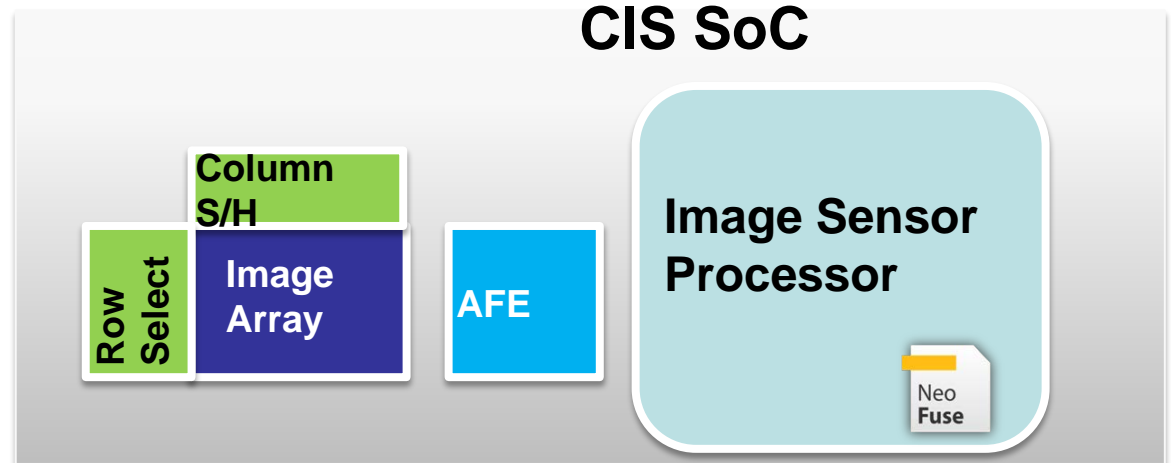 CIS SoC
Column
S/H
Row
Select
Image
Array
AFE
Image Sensor
Processor
Neo
Fuse